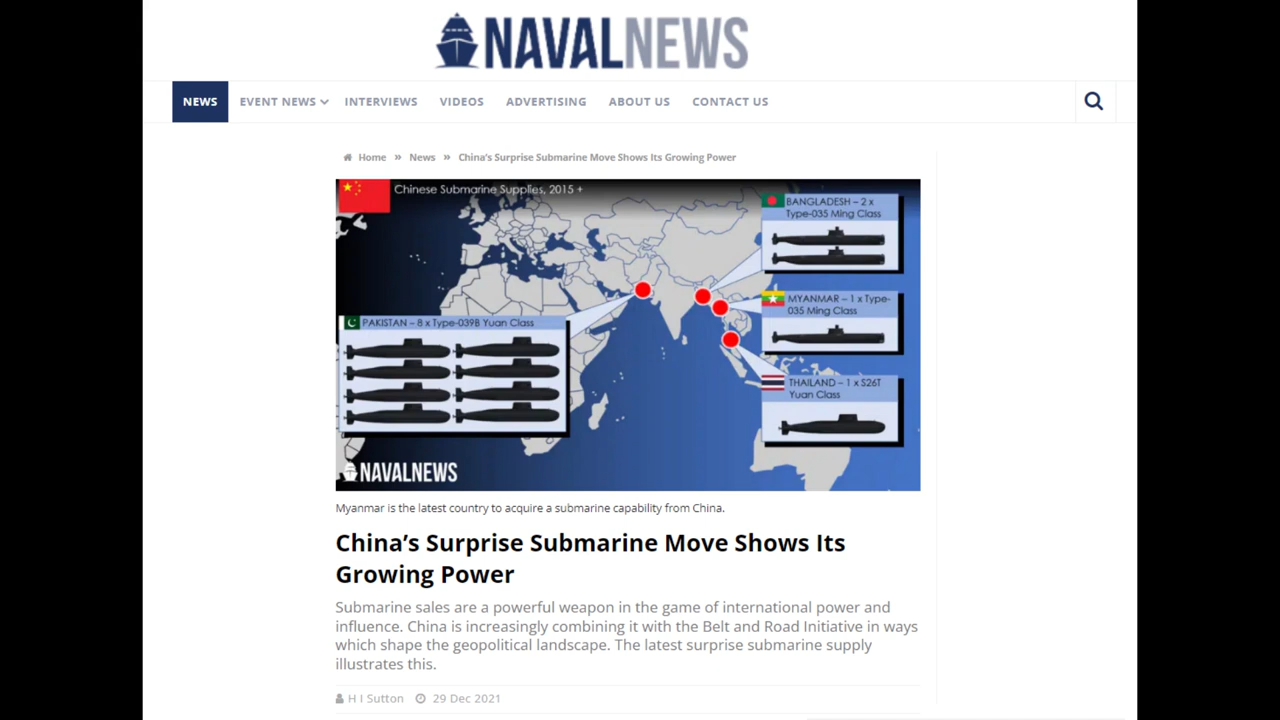 NAVALNEWS
NEWS EVENT NEWS INTERVIEWS VIDEOS ADVERTISING ABOUT US CONTACT US
Home » News » China's Surprise Submarine Move Shows Its Growing Power
Chinese Submarine Supplies, 2015 +
BANGLADESH – 2 x
Type-035 Ming Class
MYANMAR – 1 x Type-
035 Ming Class
PAKISTAN – 8 x Type-039B Yuan Class
THAILAND – 1 x S26T
Yuan Class
NAVALNEWS
Myanmar is the latest country to acquire a submarine capability from China.
China's Surprise Submarine Move Shows Its
Growing Power
Submarine sales are a powerful weapon in the game of international power and
influence. China is increasingly combining it with the Belt and Road Initiative in ways
which shape the geopolitical landscape. The latest surprise submarine supply
illustrates this.
H I Sutton 29 Dec 2021